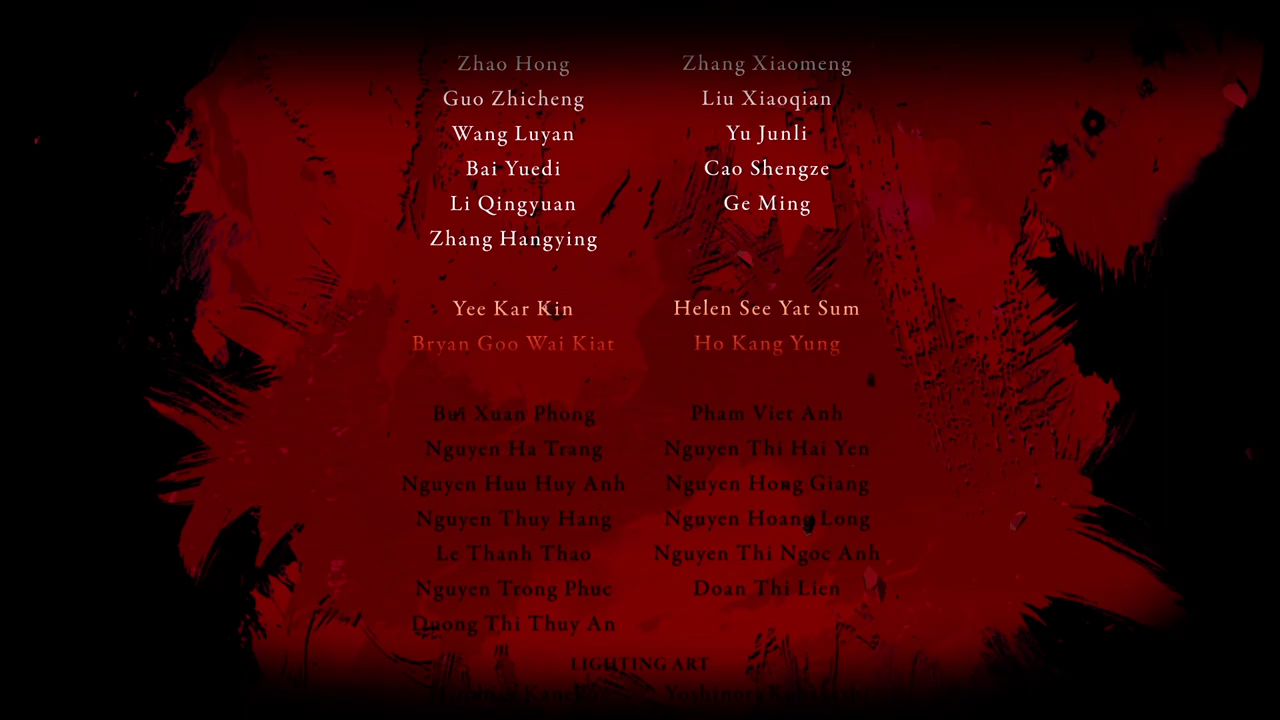 Zhao Hong Zhang Xiaomeng
Guo Zhicheng Liu Xiaoqian
Wang Luyan Yu Junli
Bai Yuedi Cao Shengze
Li Qingyuan Ge Ming
Zhang Hangying
Yee Kar Kin Helen See Yat Sum
Bryan Goo Wai Kiat Ho Kang Yung
Bui Xuan Phong Pham Viet Anh
Nguyen Ha Trang Nguyen Thi Hai Yen
Nguyen Huu Huy Anh Nguyen Hong Giang
Nguyen Thuy Hang Nguyen Hoang Long
Le Thanh Thao Nguyen Thi Ngoc Anh
Nguyen Trong Phuc Doan Thi Lien
Duong Thi Thuy An
LIGHTING ART